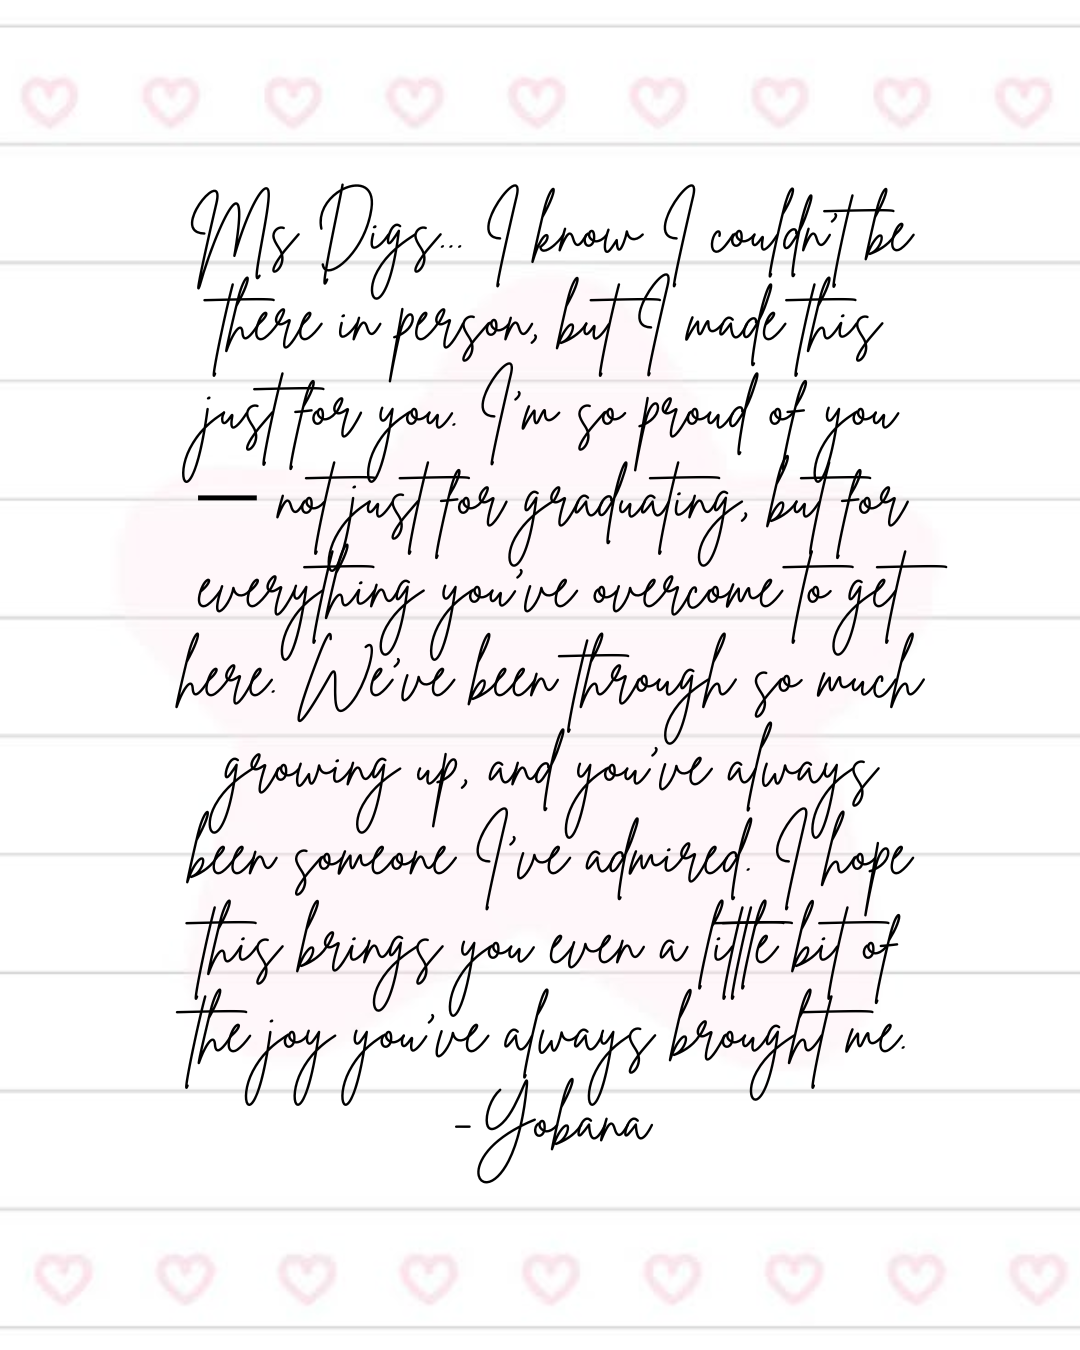 Ms Digs... I know I couldn't be
there in person, but I made this
just for you. I'm so proud of you
— not just for graduating, but for
everything you've overcome to get
here. We've been through so much
growing up, and you've always
been someone I've admired. I hope
this brings you even a little bit of
the joy you've always brought me.
- Yobana